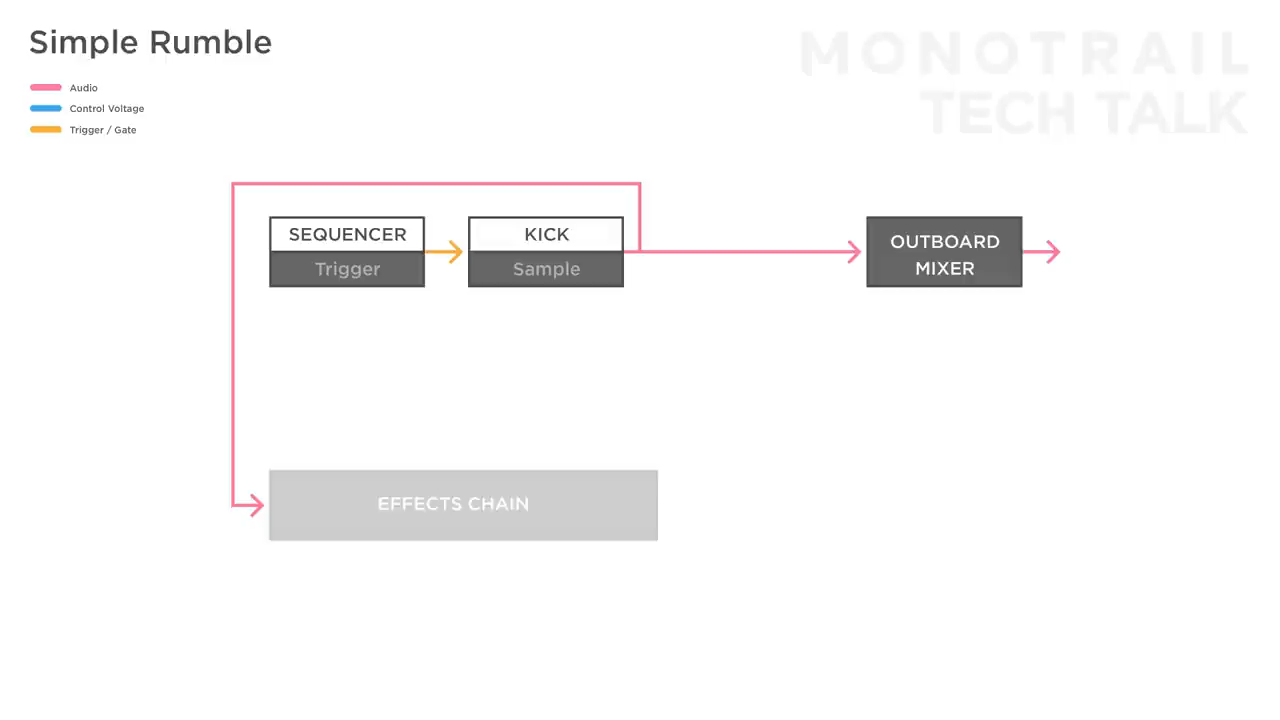 Simple Rumble
MONOTRAIL
TECH TALK
Audio
Control Voltage
Trigger / Gate
SEQUENCER
Trigger
KICK
Sample
OUTBOARD
MIXER
EFFECTS CHAIN